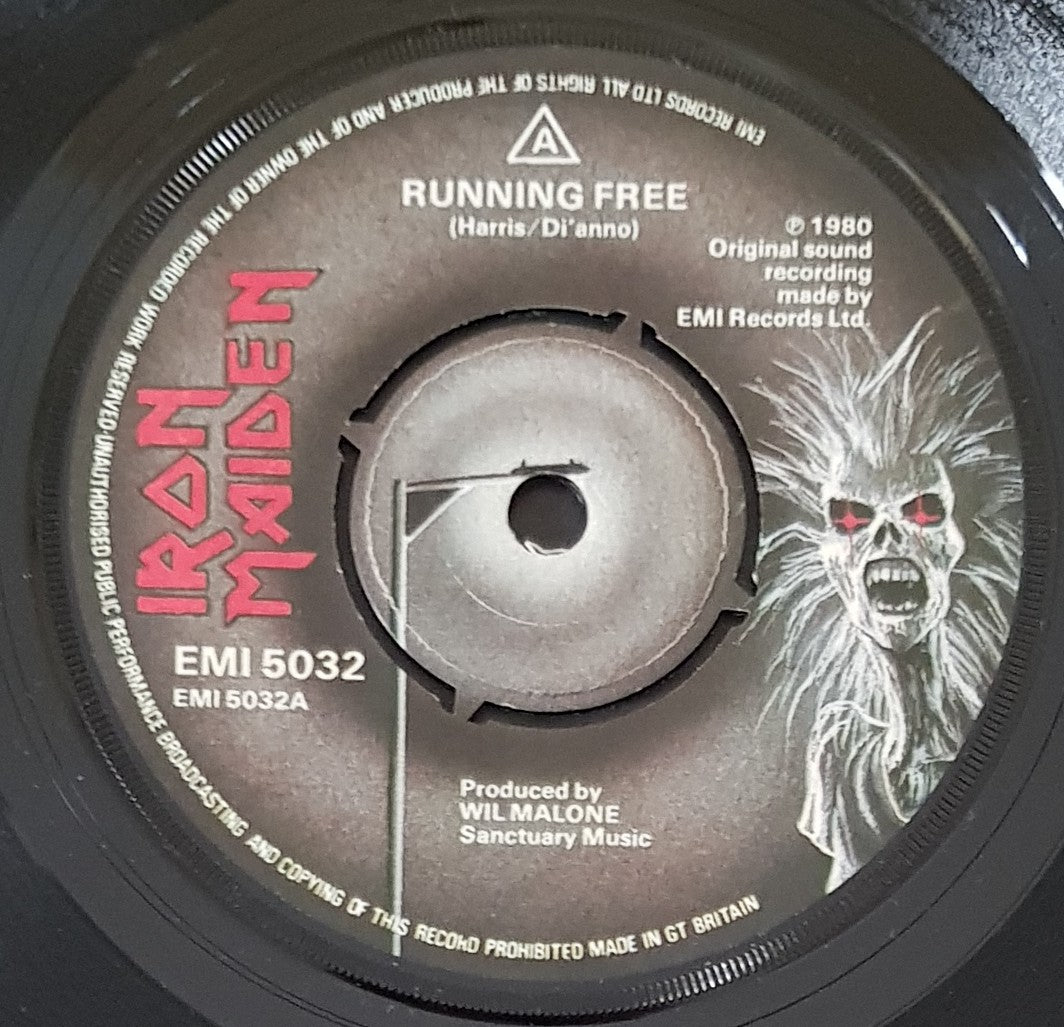 EMI RECORDS LTD ALL RIGHTS OF THE PRODUCER AND OF THE OWNER OF THE RECORDED WORK RESERVED·UNAUTHORISED PUBLIC PERFORMANCE BROADCASTING AND COPYING OF THIS RECORD PROHIBITED MADE IN GT BRITAIN
A
RUNNING FREE
(Harris/Di'anno)
℗ 1980
Original sound
recording
made by
EMI Records Ltd.
IRON
MAIDEN
EMI 5032
EMI 5032A
Produced by
WIL MALONE
Sanctuary Music